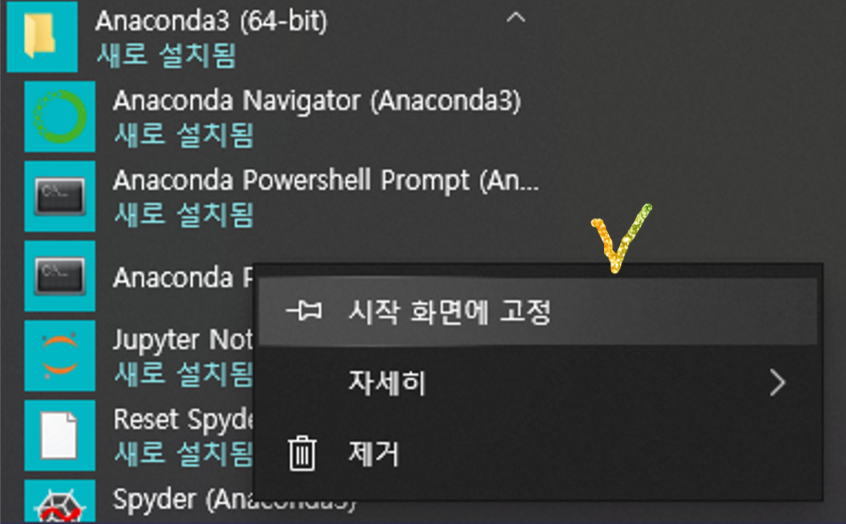 Anaconda3 (64-bit)
새로 설치됨
Anaconda Navigator (Anaconda3)
새로 설치됨
Anaconda Powershell Prompt (An...
새로 설치됨
Anaconda P
시작 화면에 고정
Jupyter Not
새로 설치됨
자세히
Reset Spyde
새로 설치됨
제거
Spyder (Anaconda3)